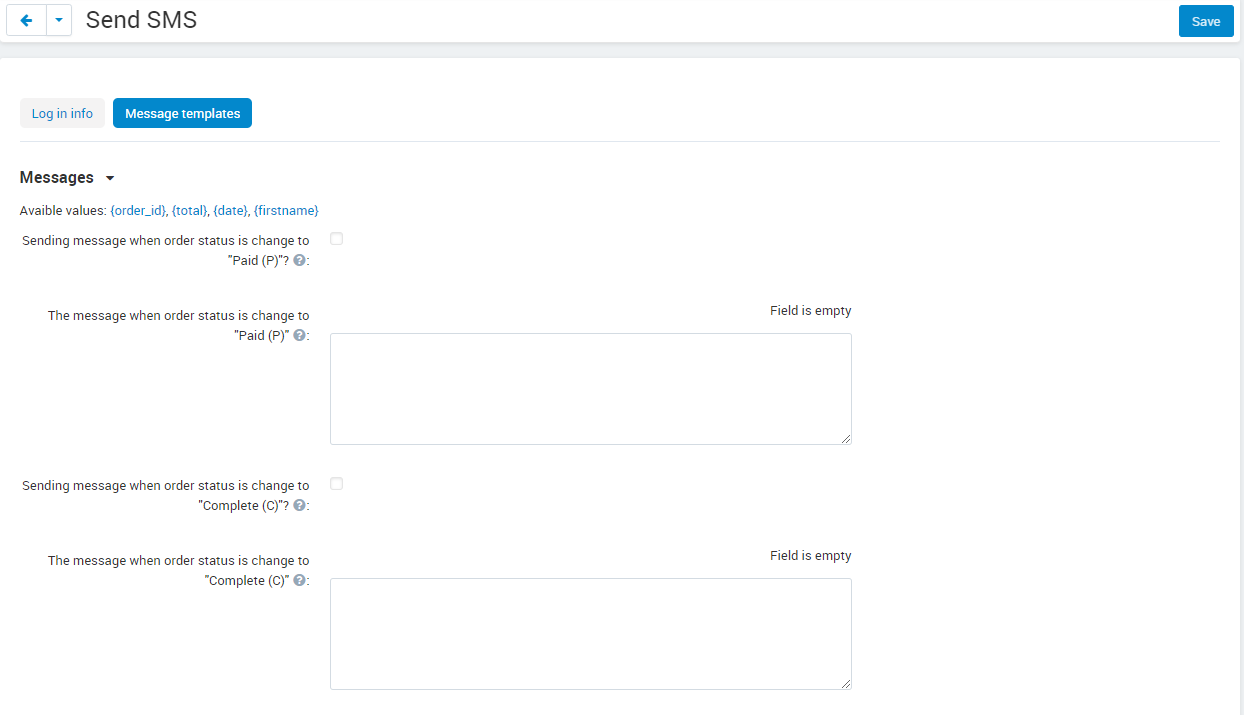 Send SMS
Save
Log in info
Message templates
Messages
Avaible values: {order_id}, {total}, {date}, {firstname}
Sending message when order status is change to
"Paid (P)"? ?:
Field is empty
The message when order status is change to
"Paid (P)" ?:
Sending message when order status is change to
"Complete (C)"? ?:
Field is empty
The message when order status is change to
"Complete (C)" ?: